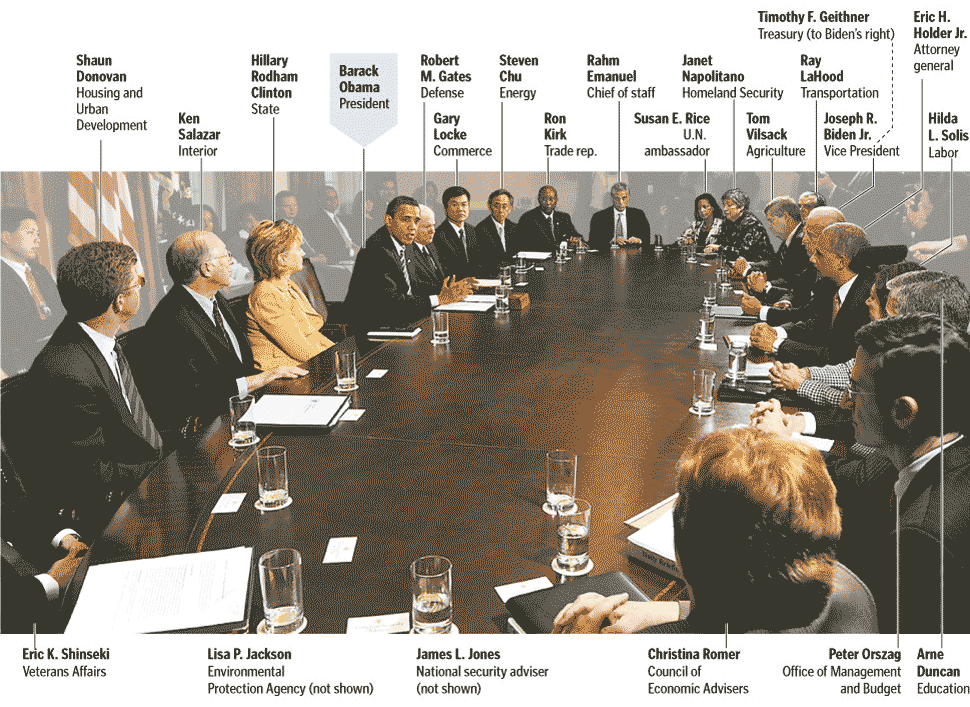 Timothy F. Geithner
Treasury (to Biden's right)
Eric H.
Holder Jr.
Attorney
general
Shaun
Donovan
Housing and
Urban
Development
Hillary
Rodham
Clinton
State
Barack
Obama
President
Robert
M. Gates
Defense
Steven
Chu
Energy
Rahm
Emanuel
Chief of staff
Janet
Napolitano
Homeland Security
Ray
LaHood
Transportation
Ken
Salazar
Interior
Gary
Locke
Commerce
Ron
Kirk
Trade rep.
Susan E. Rice
U.N.
ambassador
Tom
Vilsack
Agriculture
Joseph R.
Biden Jr.
Vice President
Hilda
L. Solis
Labor
Eric K. Shinseki
Veterans Affairs
Lisa P. Jackson
Environmental
Protection Agency (not shown)
James L. Jones
National security adviser
(not shown)
Christina Romer
Council of
Economic Advisers
Peter Orszag
Office of Management
and Budget
Arne
Duncan
Education